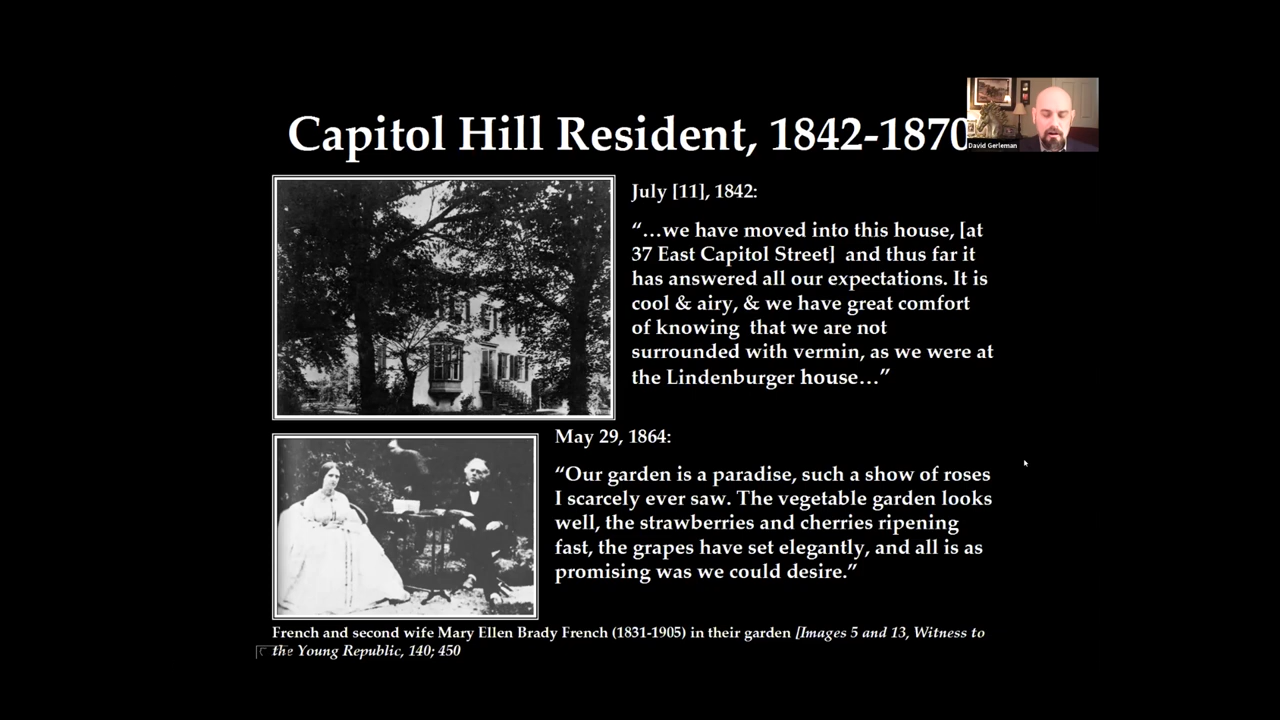 Capitol Hill Resident, 1842-1870
David Gerleman
July [11], 1842:
“…we have moved into this house, [at
37 East Capitol Street] and thus far it
has answered all our expectations. It is
cool & airy, & we have great comfort
of knowing that we are not
surrounded with vermin, as we were at
the Lindenburger house…”
May 29, 1864:
“Our garden is a paradise, such a show of roses
I scarcely ever saw. The vegetable garden looks
well, the strawberries and cherries ripening
fast, the grapes have set elegantly, and all is as
promising was we could desire.”
French and second wife Mary Ellen Brady French (1831-1905) in their garden [Images 5 and 13, Witness to
the Young Republic, 140; 450